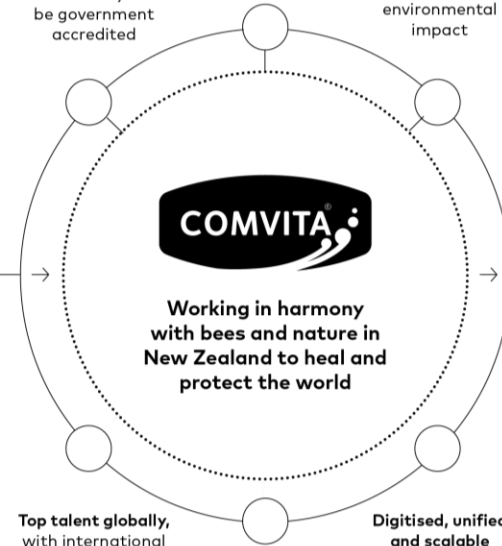 be government
accredited
environmental
impact
COMVITA®
Working in harmony
with bees and nature in
New Zealand to heal and
protect the world
Top talent globally,
with international
Digitised, unified
and scalable